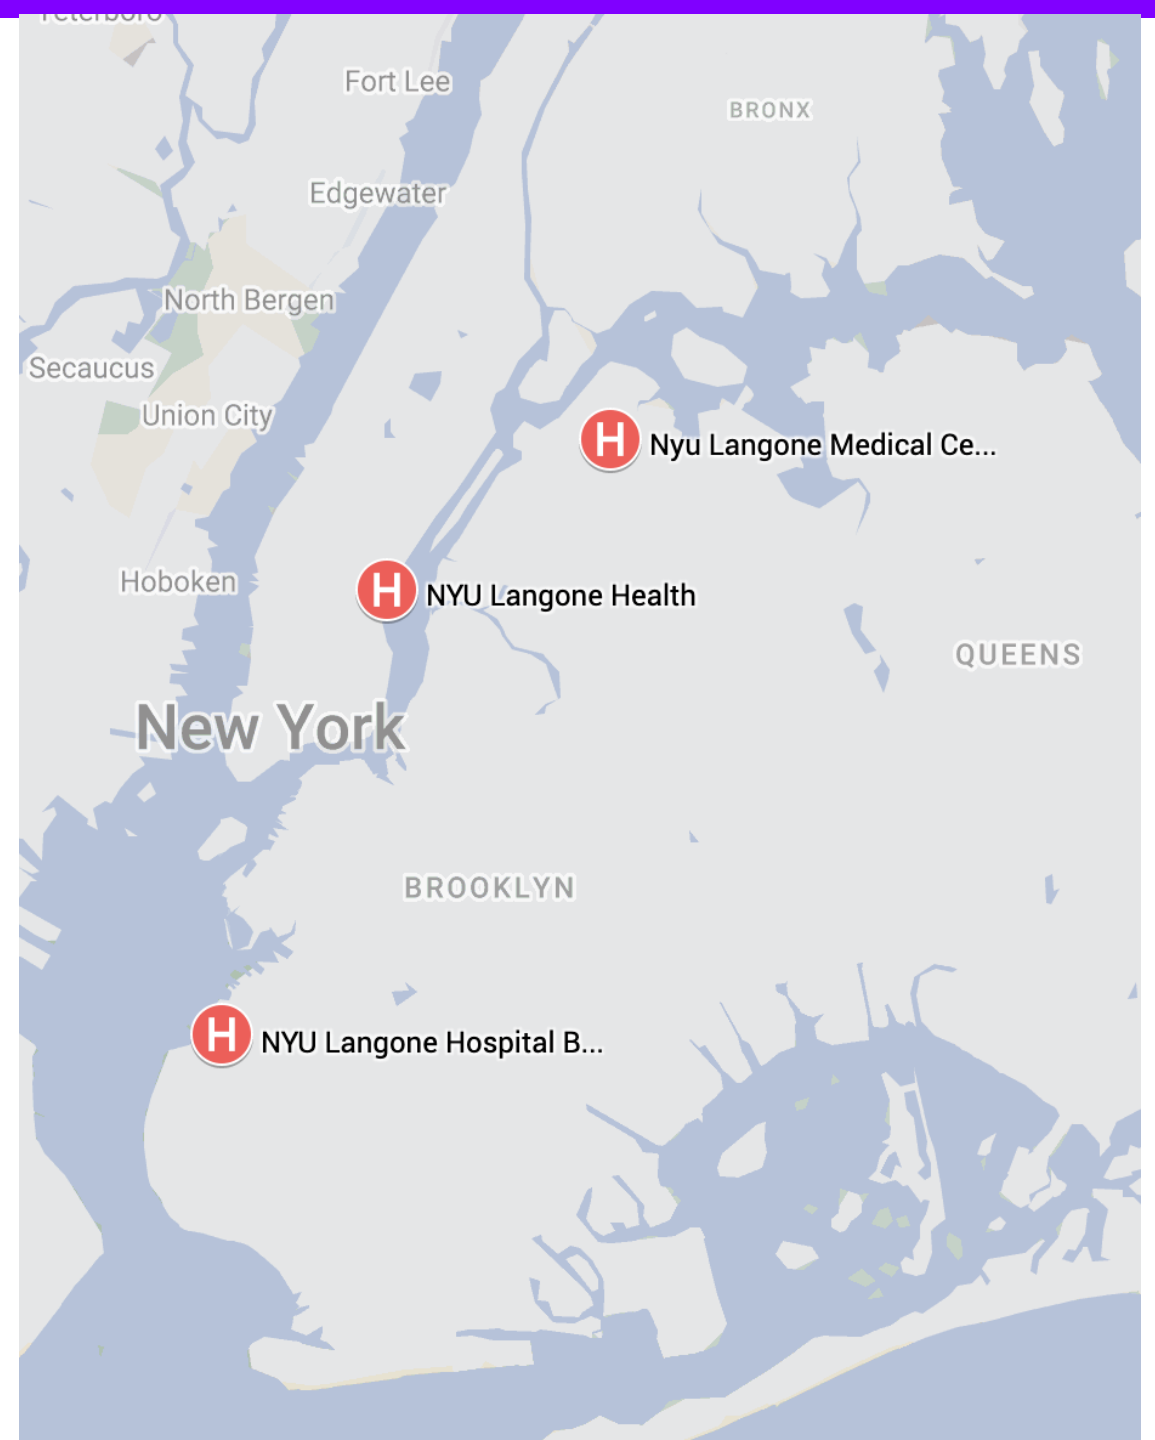 Peterboro
Fort Lee
BRONX
Edgewater
North Bergen
Secaucus
Union City
H Nyu Langone Medical Ce...
Hoboken
H NYU Langone Health
QUEENS
New York
BROOKLYN
H NYU Langone Hospital B...